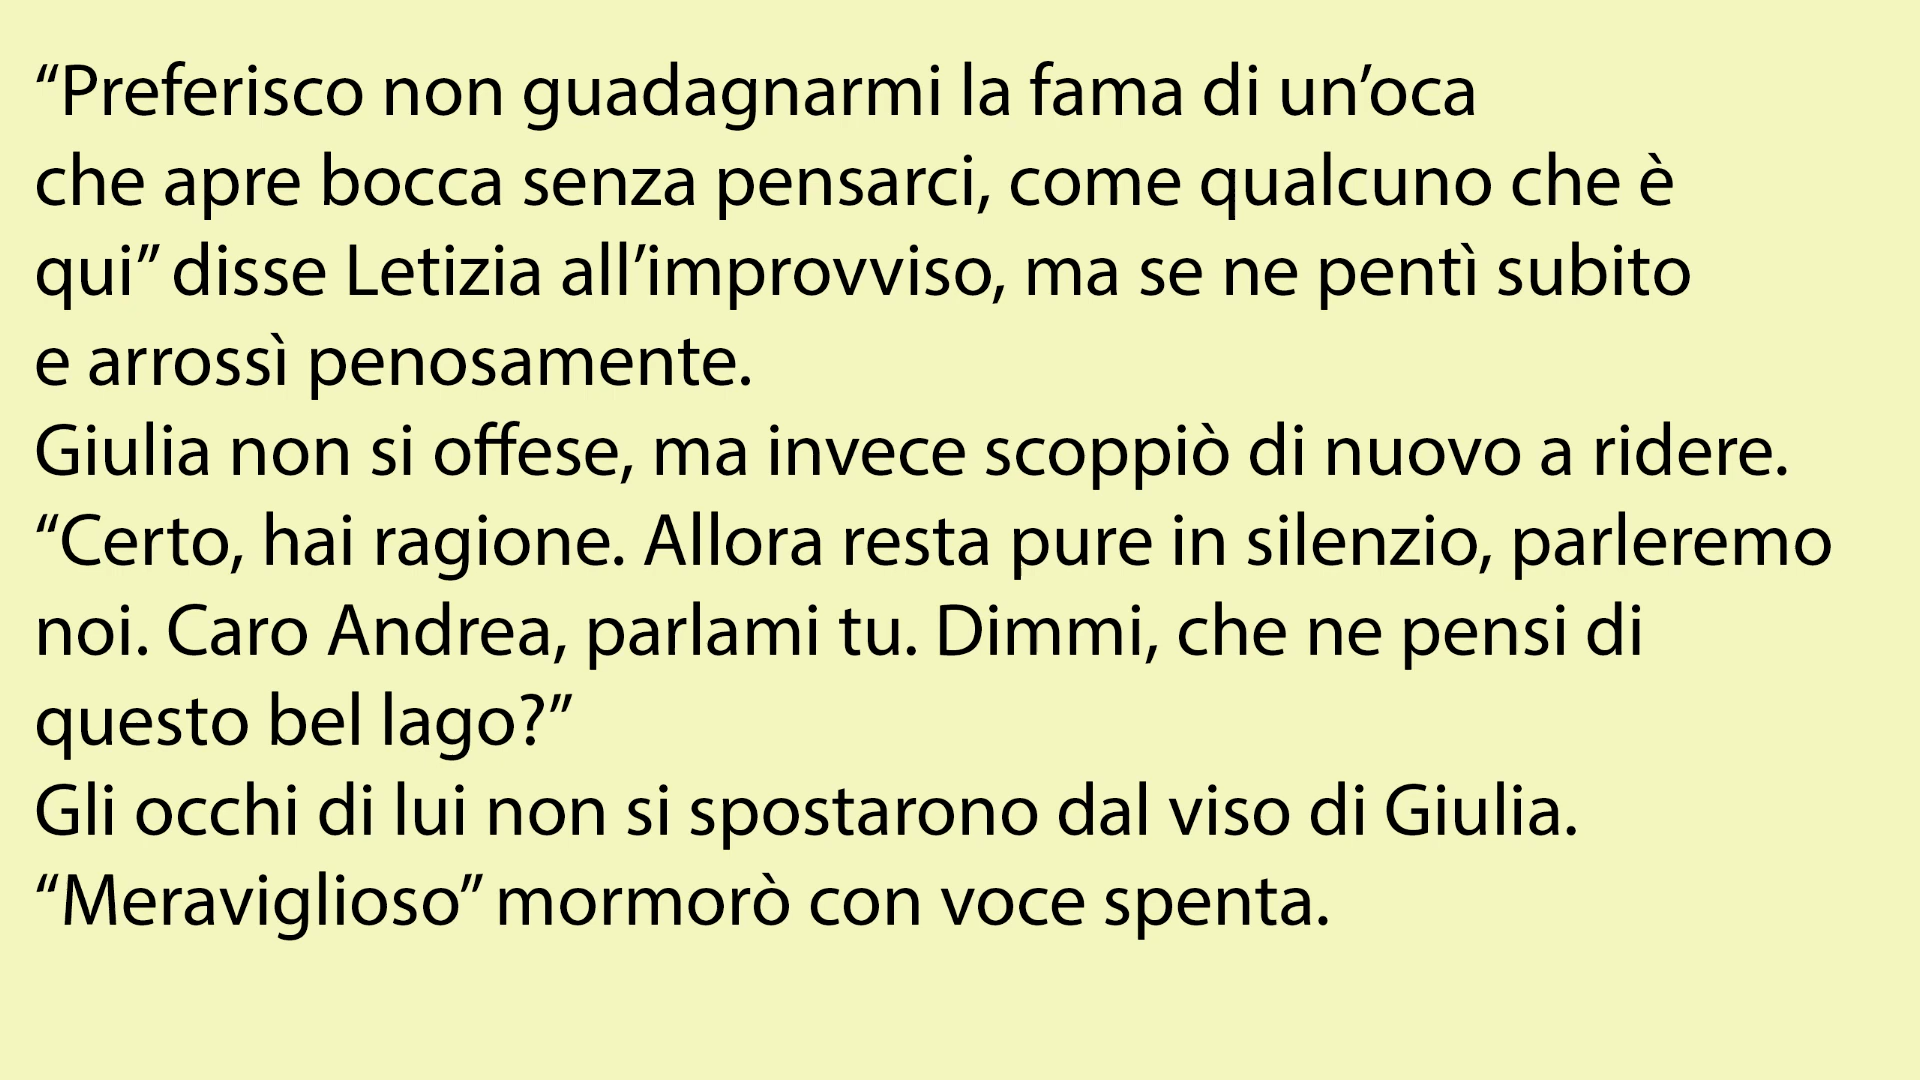 “Preferisco non guadagnarmi la fama di un’oca
che apre bocca senza pensarci, come qualcuno che è
qui” disse Letizia all’improvviso, ma se ne pentì subito
e arrossì penosamente.
Giulia non si offese, ma invece scoppiò di nuovo a ridere.
“Certo, hai ragione. Allora resta pure in silenzio, parleremo
noi. Caro Andrea, parlami tu. Dimmi, che ne pensi di
questo bel lago?”
Gli occhi di lui non si spostarono dal viso di Giulia.
“Meraviglioso” mormorò con voce spenta.